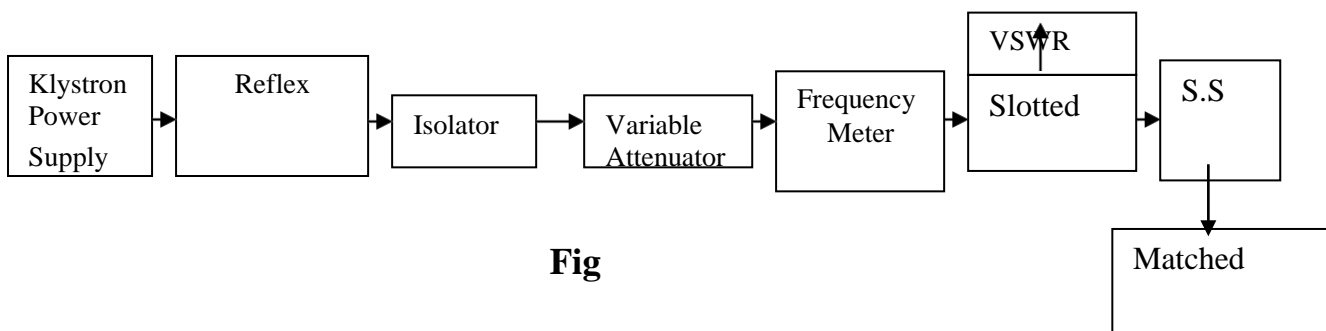 Klystron
Power
Supply
Reflex
Isolator
Variable
Attenuator
Frequency
Meter
VSWR
Slotted
S.S
Matched
Fig